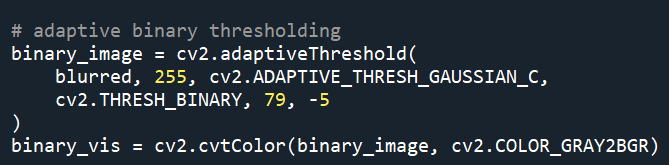 # adaptive binary thresholding
binary_image = cv2.adaptiveThreshold(
    blurred, 255, cv2.ADAPTIVE_THRESH_GAUSSIAN_C,
    cv2.THRESH_BINARY, 79, -5
)
binary_vis = cv2.cvtColor(binary_image, cv2.COLOR_GRAY2BGR)